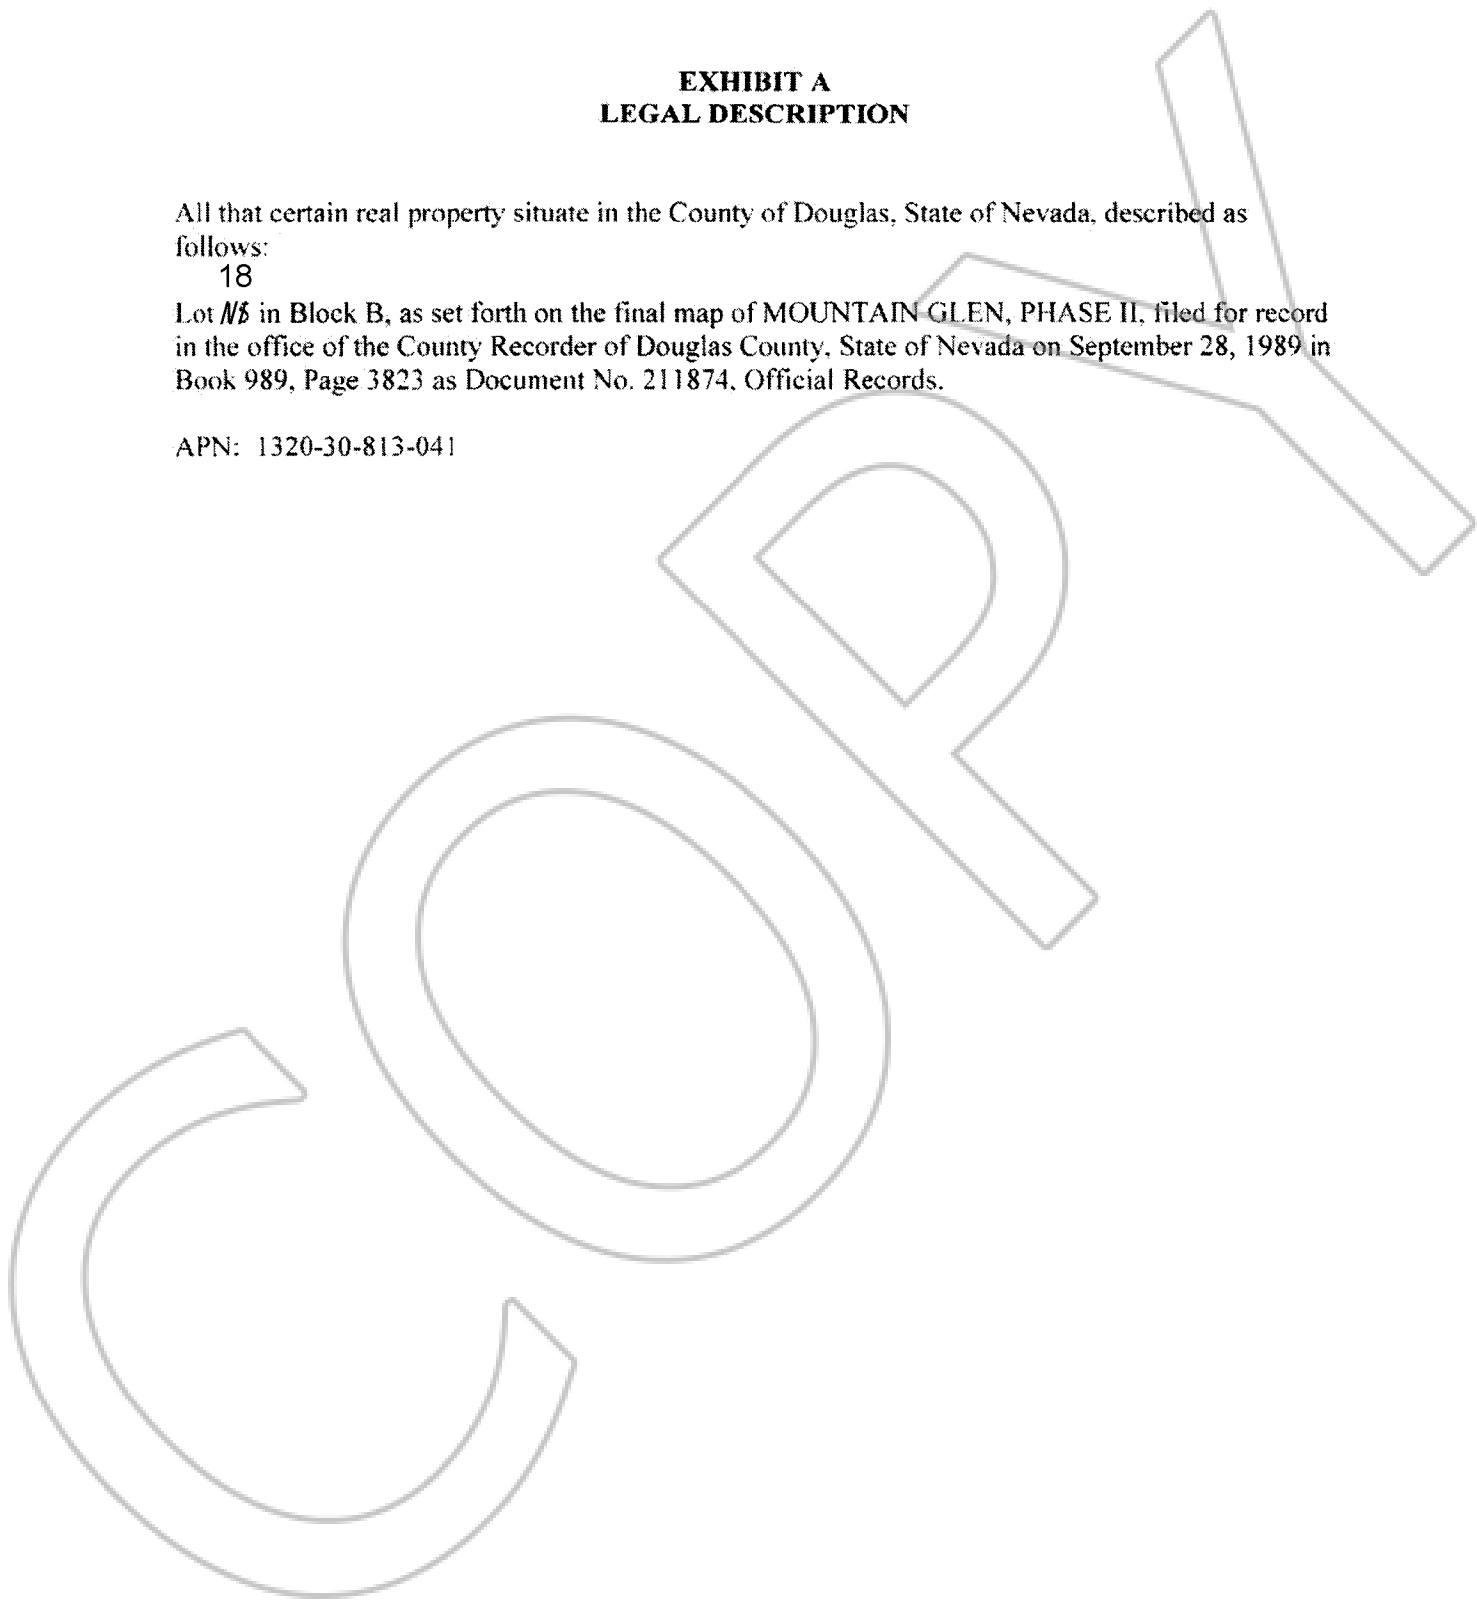 EXHIBIT A
LEGAL DESCRIPTION
All that certain real property situate in the County of Douglas, State of Nevada, described as
follows:
18
Lot in Block B, as set forth on the final map of MOUNTAIN GLEN, PHASE II, filed for record
in the office of the County Recorder of Douglas County, State of Nevada on September 28, 1989 in
Book 989, Page 3823 as Document No. 211874, Official Records.
APN: 1320-30-813-041
COPY